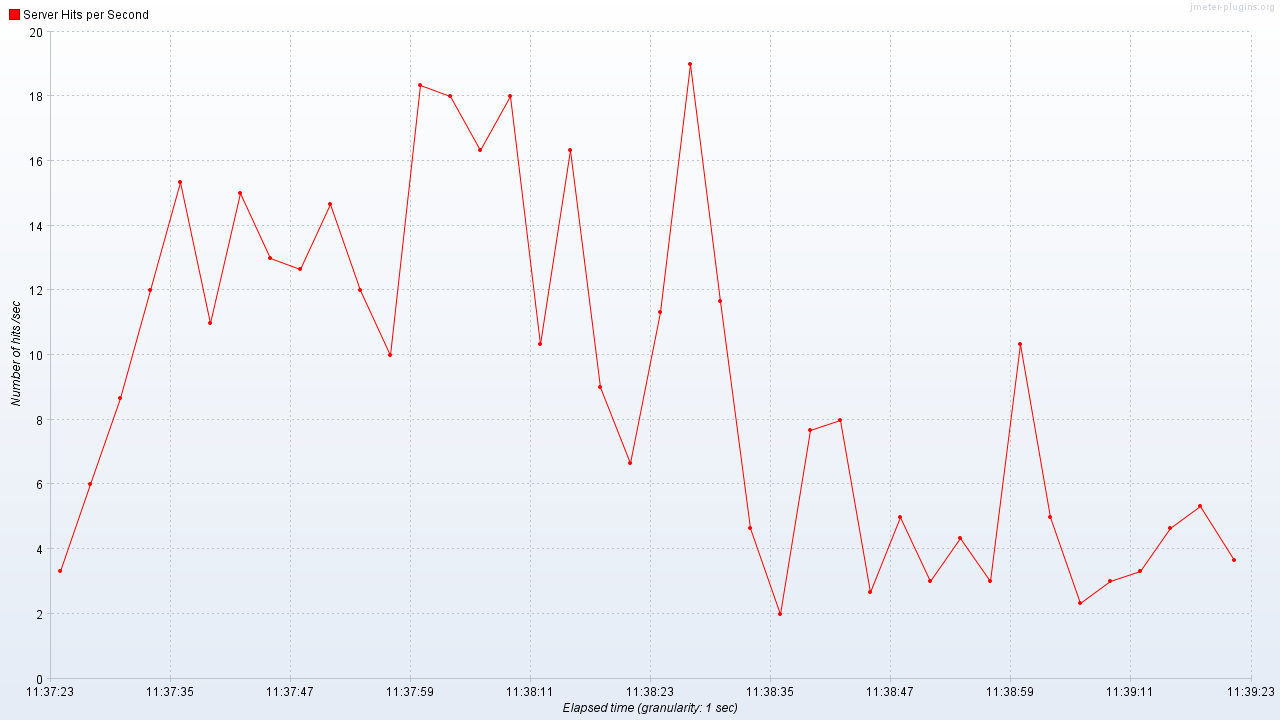 Server Hits per Second
jmeter-plugins.org
20
18
16
14
12
10
8
6
4
2
0
Number of hits /sec
11:37:23 11:37:35 11:37:47 11:37:59 11:38:11 11:38:23 11:38:35 11:38:47 11:38:59 11:39:11 11:39:23
Elapsed time (granularity: 1 sec)